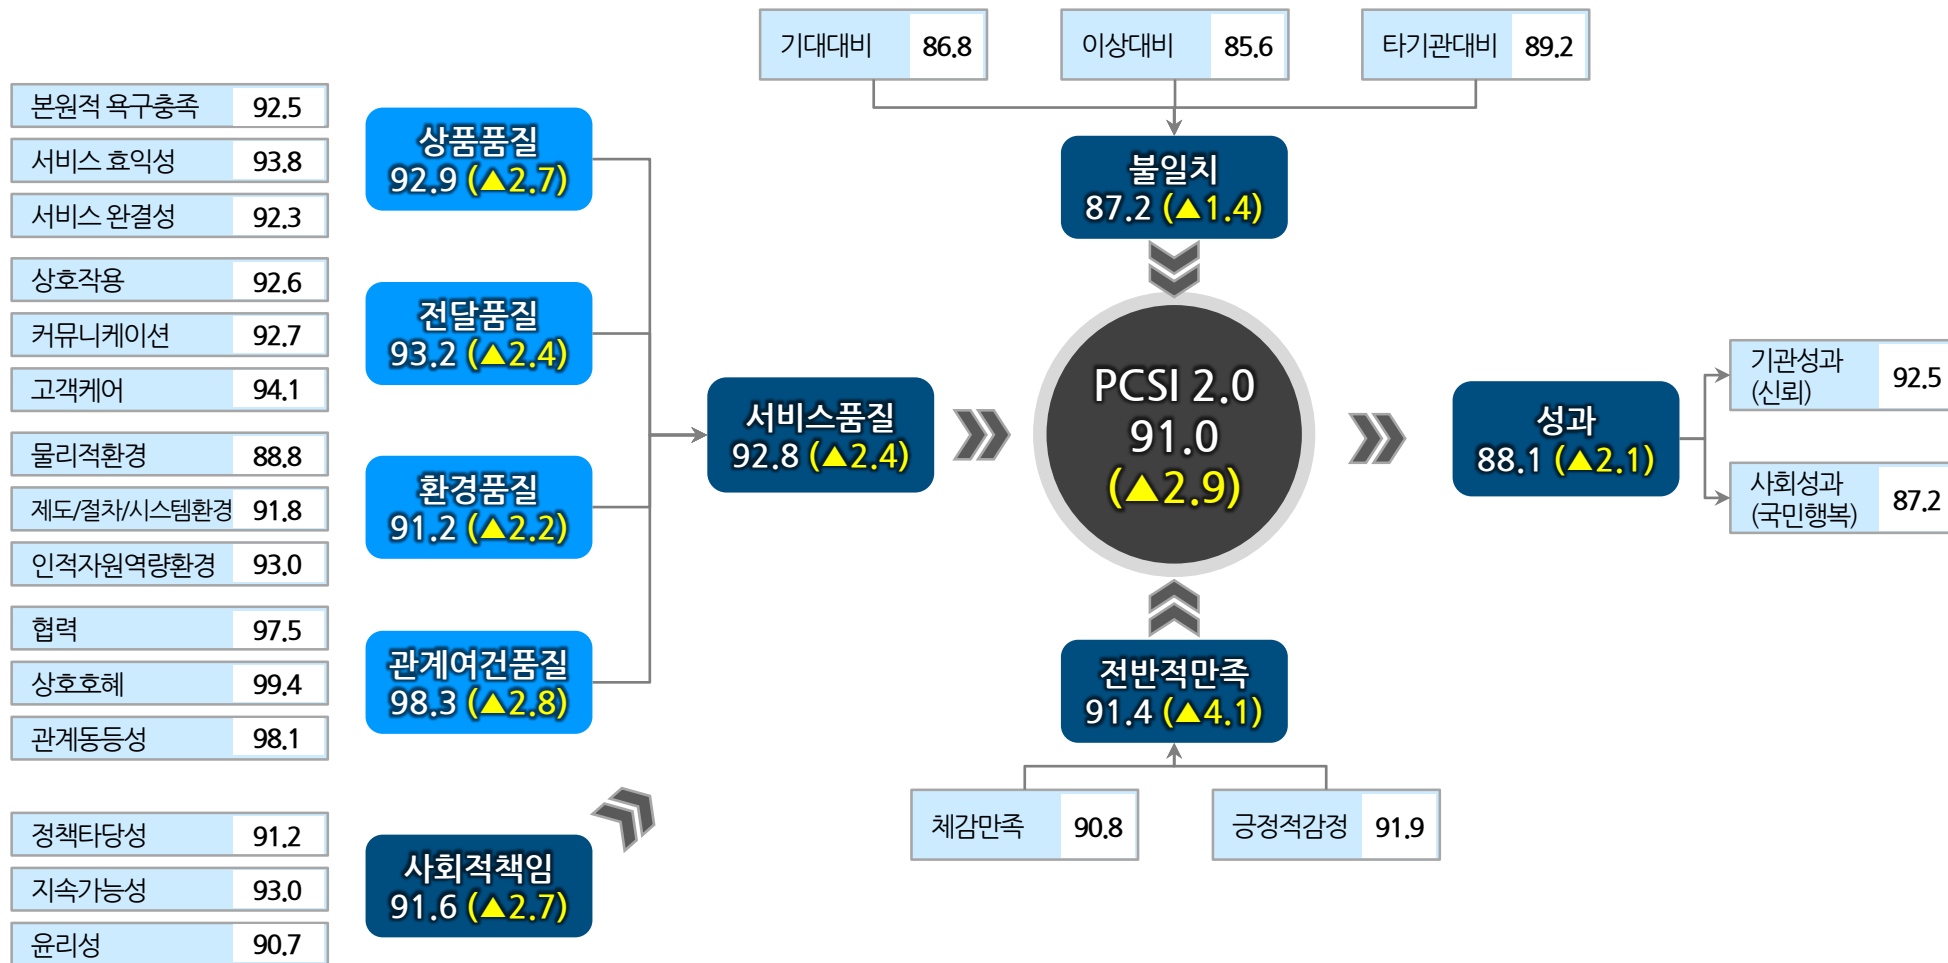 기대대비 86.8
이상대비 85.6
타기관대비 89.2
본원적 욕구충족 92.5
서비스 효익성 93.8
서비스 완결성 92.3
상품품질
92.9 (▲2.7)
불일치
87.2 (▲1.4)
상호작용 92.6
커뮤니케이션 92.7
고객케어 94.1
전달품질
93.2 (▲2.4)
물리적환경 88.8
제도/절차/시스템환경 91.8
인적자원역량환경 93.0
환경품질
91.2 (▲2.2)
협력 97.5
상호호혜 99.4
관계동등성 98.1
관계여건품질
98.3 (▲2.8)
서비스품질
92.8 (▲2.4)
PCSI 2.0
91.0
(▲2.9)
성과
88.1 (▲2.1)
기관성과
(신뢰) 92.5
사회성과
(국민행복) 87.2
전반적만족
91.4 (▲4.1)
체감만족 90.8
긍정적감정 91.9
정책타당성 91.2
지속가능성 93.0
윤리성 90.7
사회적책임
91.6 (▲2.7)